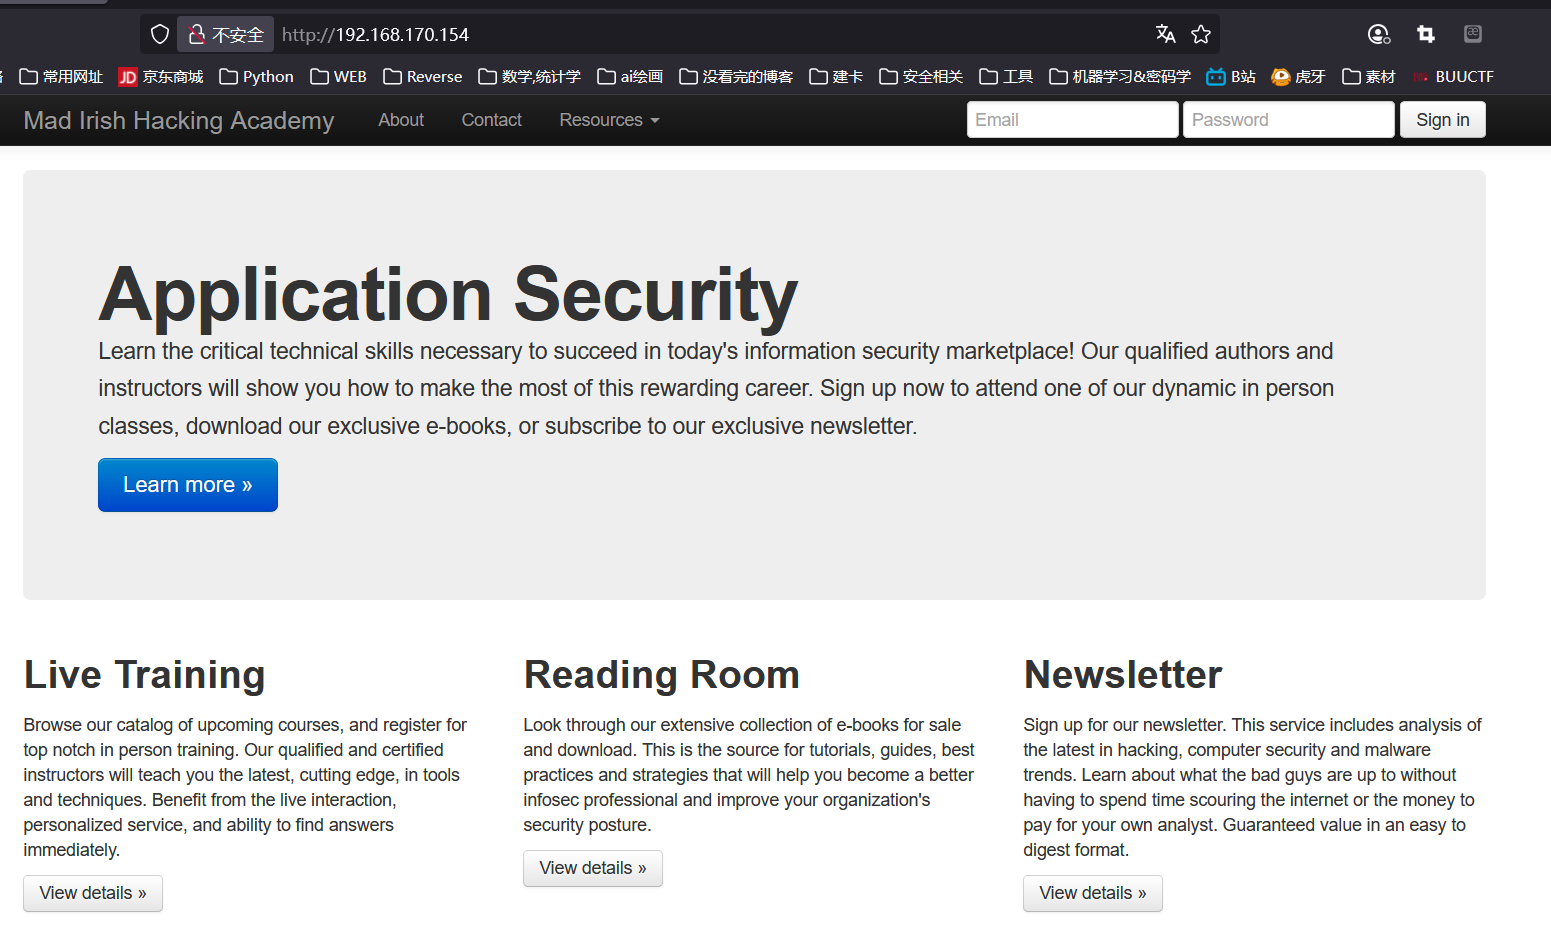 不安全 http://192.168.170.154
常用网址 京东商城 Python WEB Reverse 数学,统计学 ai绘画 没看完的博客 建卡 安全相关 工具 机器学习&密码学 B站 虎牙 素材 BUUCTF
Mad Irish Hacking Academy About Contact Resources Email Password Sign in
Application Security
Learn the critical technical skills necessary to succeed in today's information security marketplace! Our qualified authors and
instructors will show you how to make the most of this rewarding career. Sign up now to attend one of our dynamic in person
classes, download our exclusive e-books, or subscribe to our exclusive newsletter.
Learn more »
Live Training
Browse our catalog of upcoming courses, and register for
top notch in person training. Our qualified and certified
instructors will teach you the latest, cutting edge, in tools
and techniques. Benefit from the live interaction,
personalized service, and ability to find answers
immediately.
View details »
Reading Room
Look through our extensive collection of e-books for sale
and download. This is the source for tutorials, guides, best
practices and strategies that will help you become a better
infosec professional and improve your organization's
security posture.
View details »
Newsletter
Sign up for our newsletter. This service includes analysis of
the latest in hacking, computer security and malware
trends. Learn about what the bad guys are up to without
having to spend time scouring the internet or the money to
pay for your own analyst. Guaranteed value in an easy to
digest format.
View details »